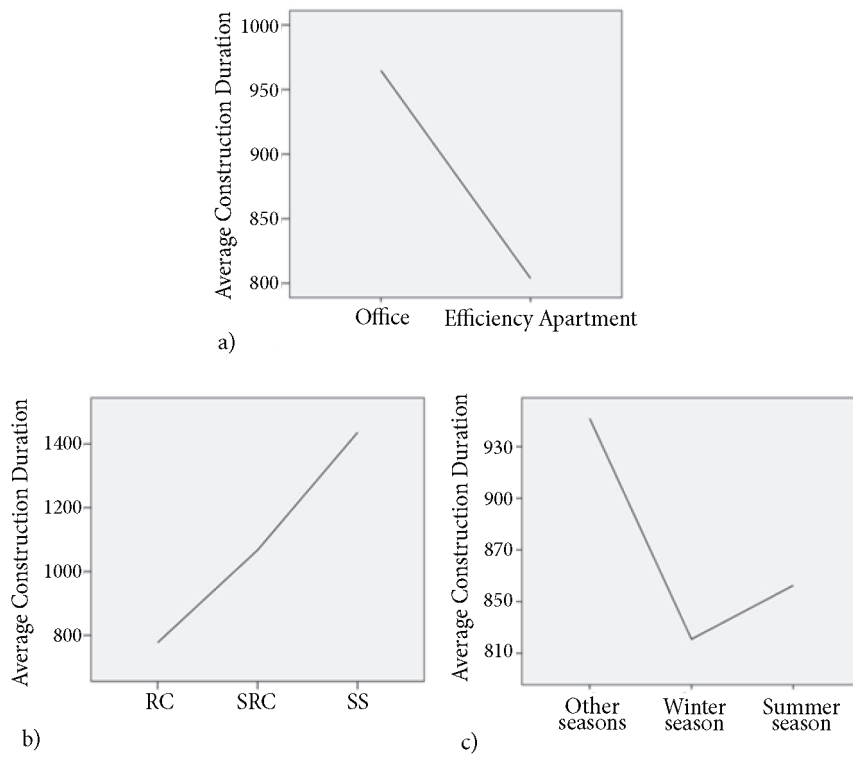 Average Construction Duration
1000
950
900
850
800
Office
Efficiency Apartment
a)
Average Construction Duration
1400
1200
1000
800
RC
SRC
SS
b)
Average Construction Duration
930
900
870
850
810
Other
seasons
Winter
season
Summer
season
c)